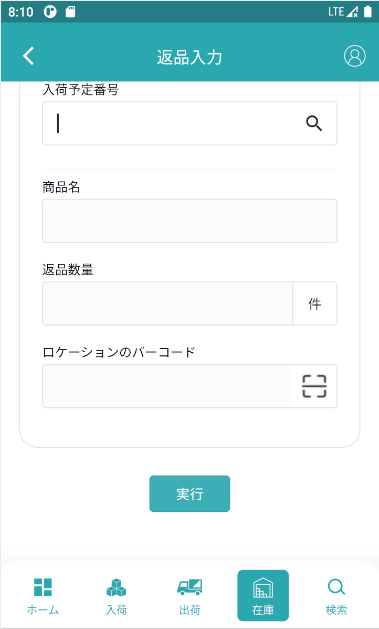 8:10 LTE
返品入力
入荷予定番号
商品名
返品数量
件
ロケーションのバーコード
実行
ホーム 入荷 出荷 在庫 検索